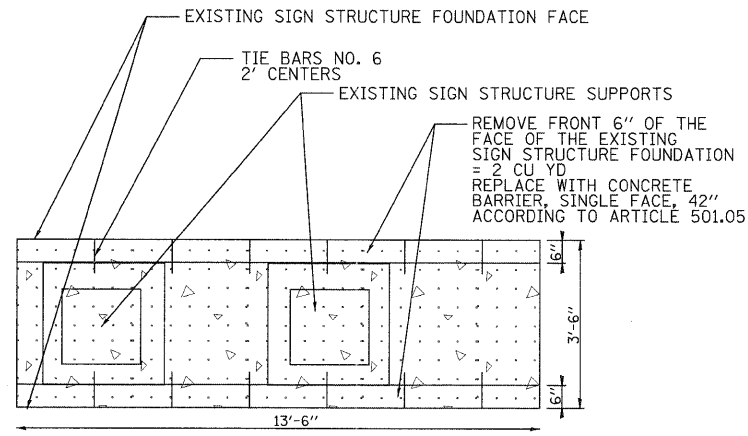 EXISTING SIGN STRUCTURE FOUNDATION FACE
TIE BARS NO. 6
2' CENTERS
EXISTING SIGN STRUCTURE SUPPORTS
REMOVE FRONT 6'' OF THE
FACE OF THE EXISTING
SIGN STRUCTURE FOUNDATION
= 2 CU YD
REPLACE WITH CONCRETE
BARRIER, SINGLE FACE, 42''
ACCORDING TO ARTICLE 501.05
6''
3'-6''
6''
13'-6''